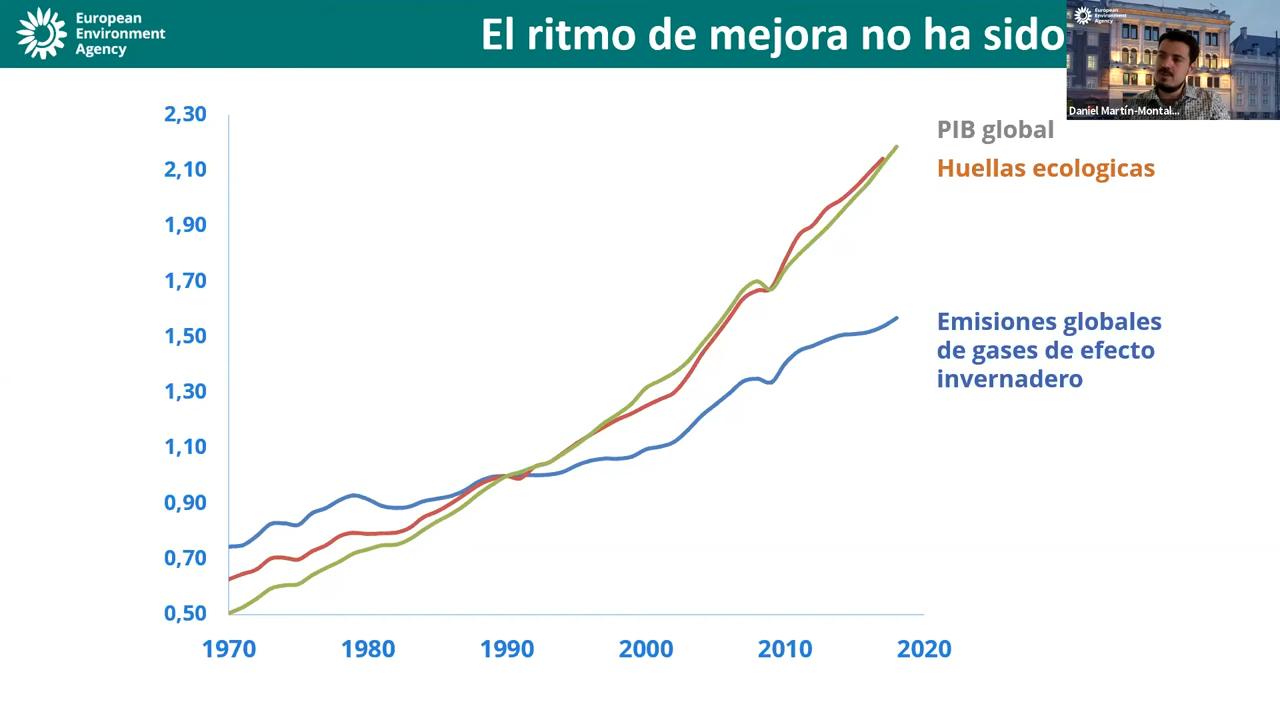 European
Environment
Agency
El ritmo de mejora no ha sido
European
Environment
Agency
Daniel Martín-Montal...
2,30
2,10
1,90
1,70
1,50
1,30
1,10
0,90
0,70
0,50
1970
1980
1990
2000
2010
2020
PIB global
Huellas ecologicas
Emisiones globales
de gases de efecto
invernadero